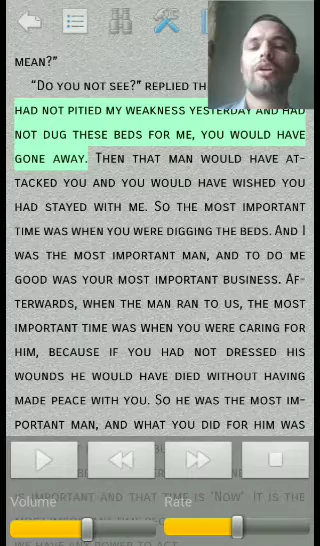 MEAN?"
"DO YOU NOT SEE?" REPLIED TH
HAD NOT PITIED MY WEAKNESS YESTERDAY AND HAD
NOT DUG THESE BEDS FOR ME, YOU WOULD HAVE
GONE AWAY. THEN THAT MAN WOULD HAVE AT-
TACKED YOU AND YOU WOULD HAVE WISHED YOU
HAD STAYED WITH ME. SO THE MOST IMPORTANT
TIME WAS WHEN YOU WERE DIGGING THE BEDS. AND I
WAS THE MOST IMPORTANT MAN, AND TO DO ME
GOOD WAS YOUR MOST IMPORTANT BUSINESS. AF-
TERWARDS, WHEN THE MAN RAN TO US, THE MOST
IMPORTANT TIME WAS WHEN YOU WERE CARING FOR
HIM, BECAUSE IF YOU HAD NOT DRESSED HIS
WOUNDS HE WOULD HAVE DIED WITHOUT HAVING
MADE PEACE WITH YOU. SO HE WAS THE MOST IM-
PORTANT MAN, AND WHAT YOU DID FOR HIM WAS
IS IMPORTANT AND THAT TIME IS 'NOW' IT IS THE
Volume Rate
WE HAVE ANY POWER TO ACT